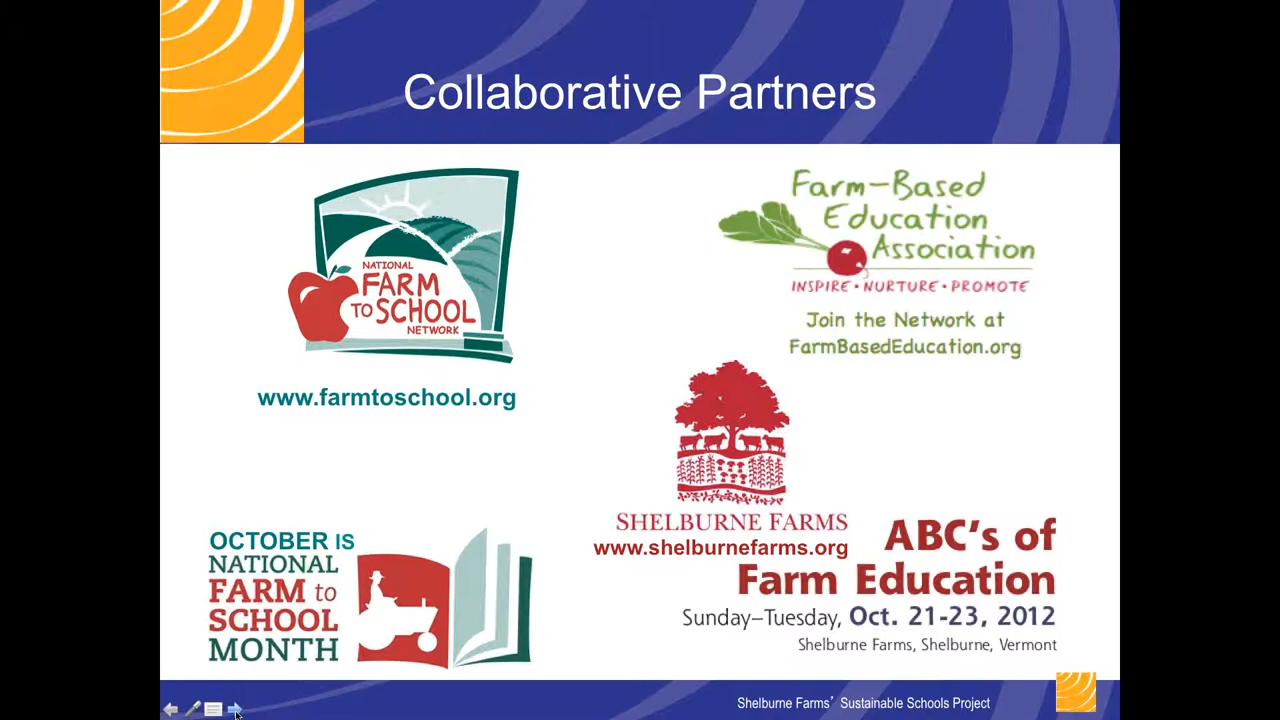 Collaborative Partners
NATIONAL
FARM
TO SCHOOL
NETWORK
www.farmtoschool.org
Farm-Based
Education
Association
INSPIRE • NURTURE • PROMOTE
Join the Network at
FarmBasedEducation.org
SHELBURNE FARMS
www.shelburnefarms.org
OCTOBER IS
NATIONAL
FARM to
SCHOOL
MONTH
ABC's of
Farm Education
Sunday–Tuesday, Oct. 21-23, 2012
Shelburne Farms, Shelburne, Vermont
Shelburne Farms’ Sustainable Schools Project